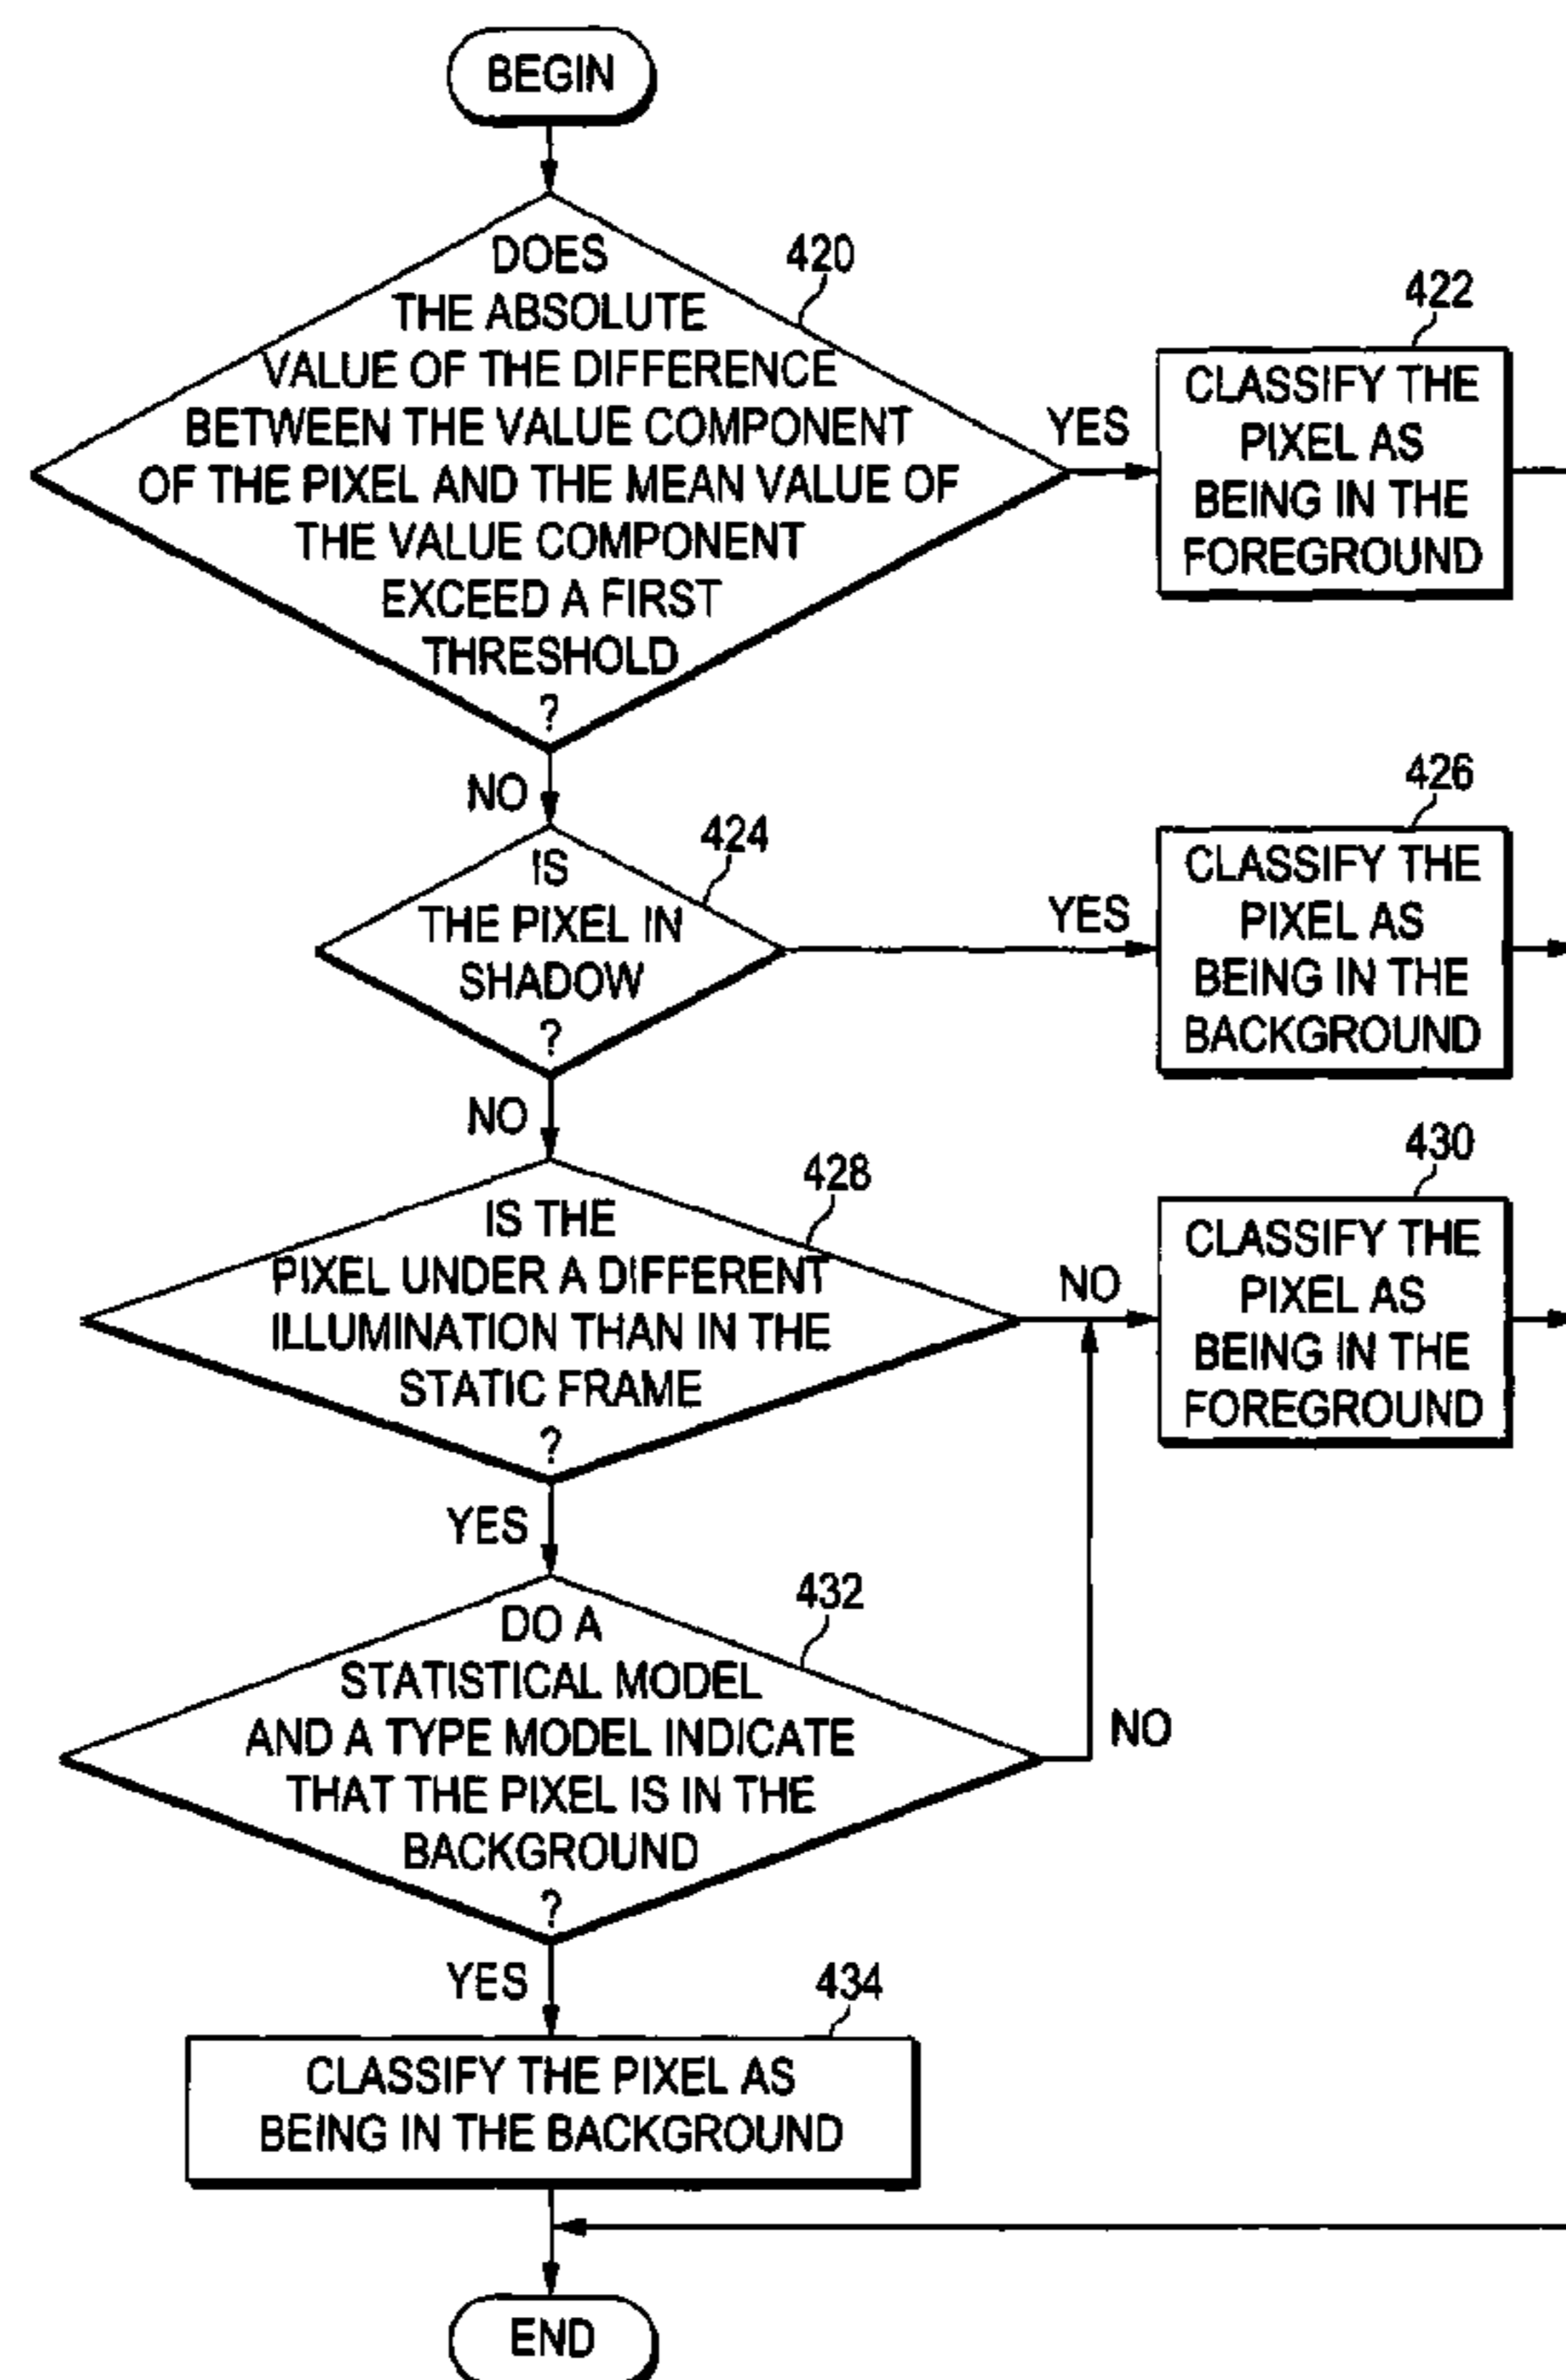 BEGIN
DOES
THE ABSOLUTE
VALUE OF THE DIFFERENCE
BETWEEN THE VALUE COMPONENT
OF THE PIXEL AND THE MEAN VALUE OF
THE VALUE COMPONENT
EXCEED A FIRST
THRESHOLD
?
420
YES
422
CLASSIFY THE
PIXEL AS
BEING IN THE
FOREGROUND
NO
424
IS
THE PIXEL IN
SHADOW
?
YES
426
CLASSIFY THE
PIXEL AS
BEING IN THE
BACKGROUND
NO
428
IS THE
PIXEL UNDER A DIFFERENT
ILLUMINATION THAN IN THE
STATIC FRAME
?
NO
430
CLASSIFY THE
PIXEL AS
BEING IN THE
FOREGROUND
YES
432
DO A
STATISTICAL MODEL
AND A TYPE MODEL INDICATE
THAT THE PIXEL IS IN THE
BACKGROUND
?
NO
YES
434
CLASSIFY THE PIXEL AS
BEING IN THE BACKGROUND
END